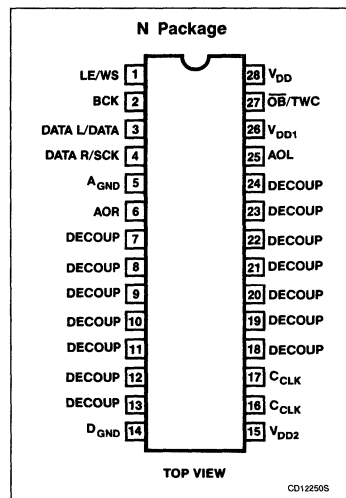 N Package
LE/WS 1 28 VDD
BCK 2 27 OB/TWC
DATA L/DATA 3 26 VDD1
DATA R/SCK 4 25 AOL
AGND 5 24 DECOUP
AOR 6 23 DECOUP
DECOUP 7 22 DECOUP
DECOUP 8 21 DECOUP
DECOUP 9 20 DECOUP
DECOUP 10 19 DECOUP
DECOUP 11 18 DECOUP
DECOUP 12 17 CCLK
DECOUP 13 16 CCLK
DGND 14 15 VDD2
TOP VIEW
CD12250S